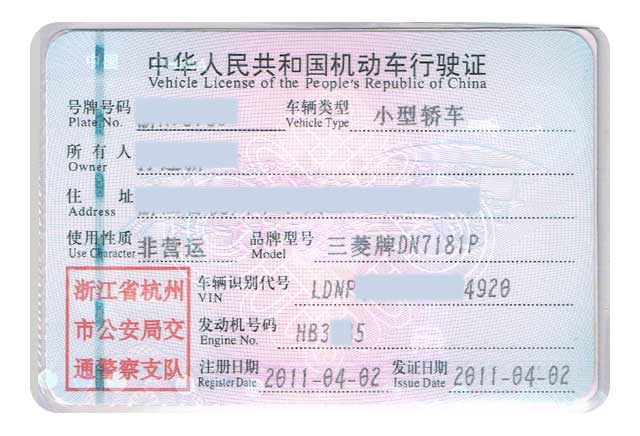 中华人民共和国机动车行驶证
Vehicle License of the People's Republic of China
号牌号码 车辆类型 小型轿车
Plate No. Vehicle Type
所有人
Owner
住址
Address
使用性质 非营运 品牌型号 三菱牌DN7181P
Use Character Model
浙江省杭州
市公安局交
通警察支队
车辆识别代号 LDNP 4920
VIN
发动机号码 HB3 5
Engine No.
注册日期 2011-04-02 发证日期 2011-04-02
Register Date Issue Date